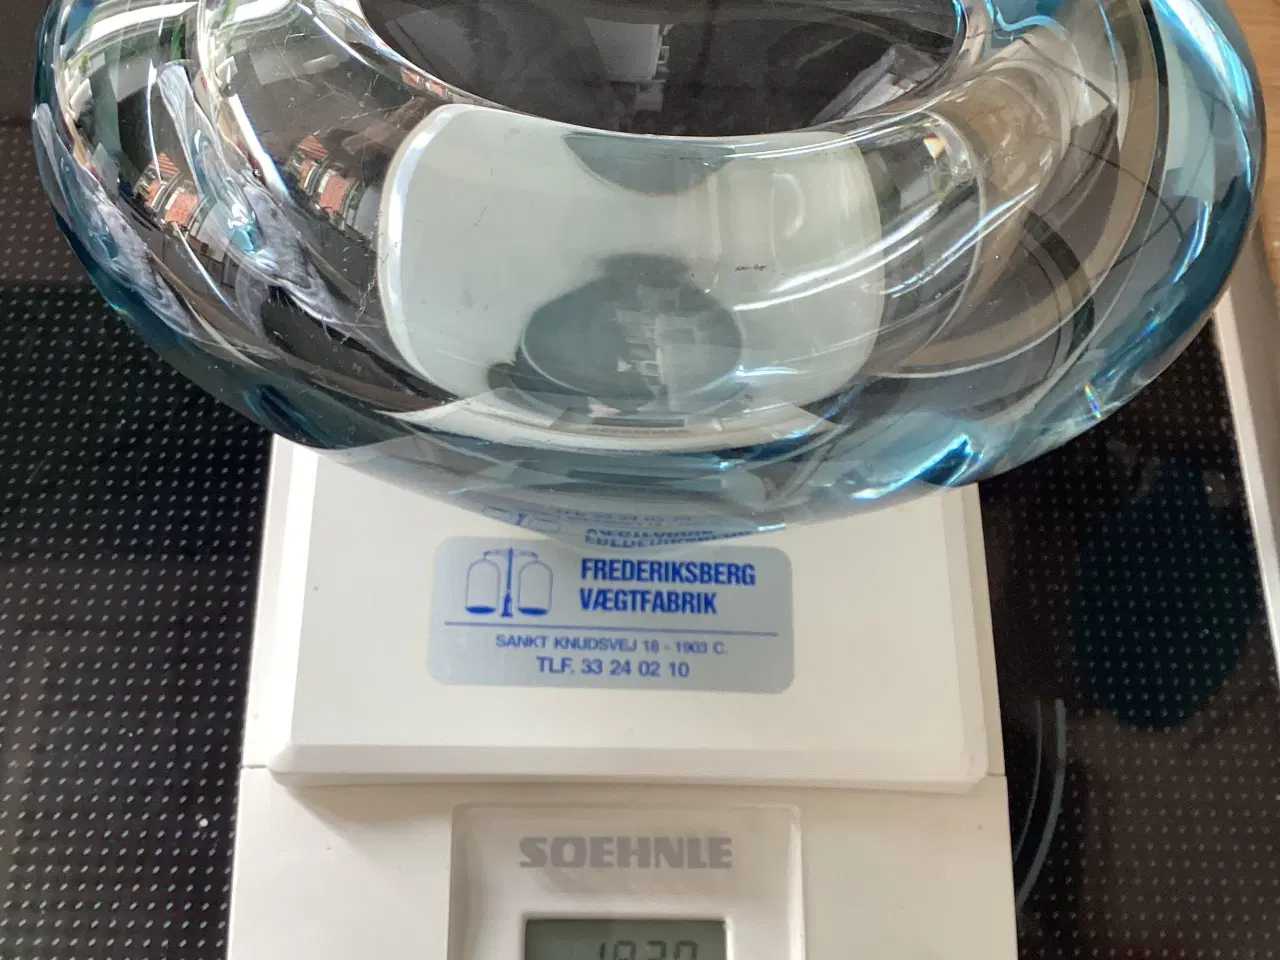 FREDERIKSBERG
VÆGTFABRIK
SANKT KNUDSVEJ 18 - 1903 C.
TLF. 33 24 02 10
SOEHNLE